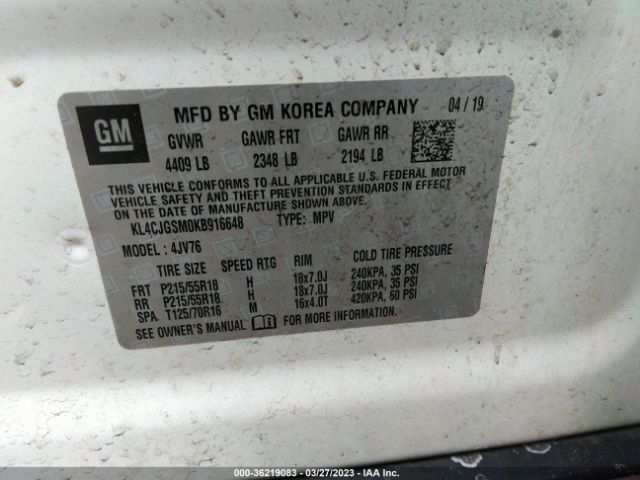 GM
MFD BY GM KOREA COMPANY 04 / 19
GVWR GAWR FRT GAWR RR
4409 LB 2348 LB 2194 LB
THIS VEHICLE CONFORMS TO ALL APPLICABLE U.S. FEDERAL MOTOR
VEHICLE SAFETY AND THEFT PREVENTION STANDARDS IN EFFECT
ON THE DATE OF MANUFACTURE SHOWN ABOVE.
KL4CJGSM0KB916648 TYPE: MPV
MODEL: 4JV76
TIRE SIZE SPEED RTG RIM COLD TIRE PRESSURE
FRT P215/55R18 H 18x7.0J 240KPA, 35 PSI
RR P215/55R18 H 18x7.0J 240KPA, 35 PSI
SPA T125/70R16 M 16x4.0T 420KPA, 60 PSI
SEE OWNER'S MANUAL FOR MORE INFORMATION.
000-36219083 - 03/27/2023 - IAA Inc.